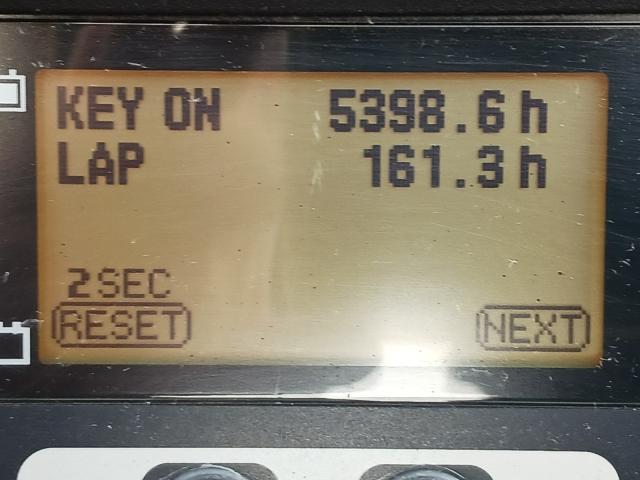 KEY ON 5398.6 h
LAP 161.3 h
2 SEC
RESET NEXT